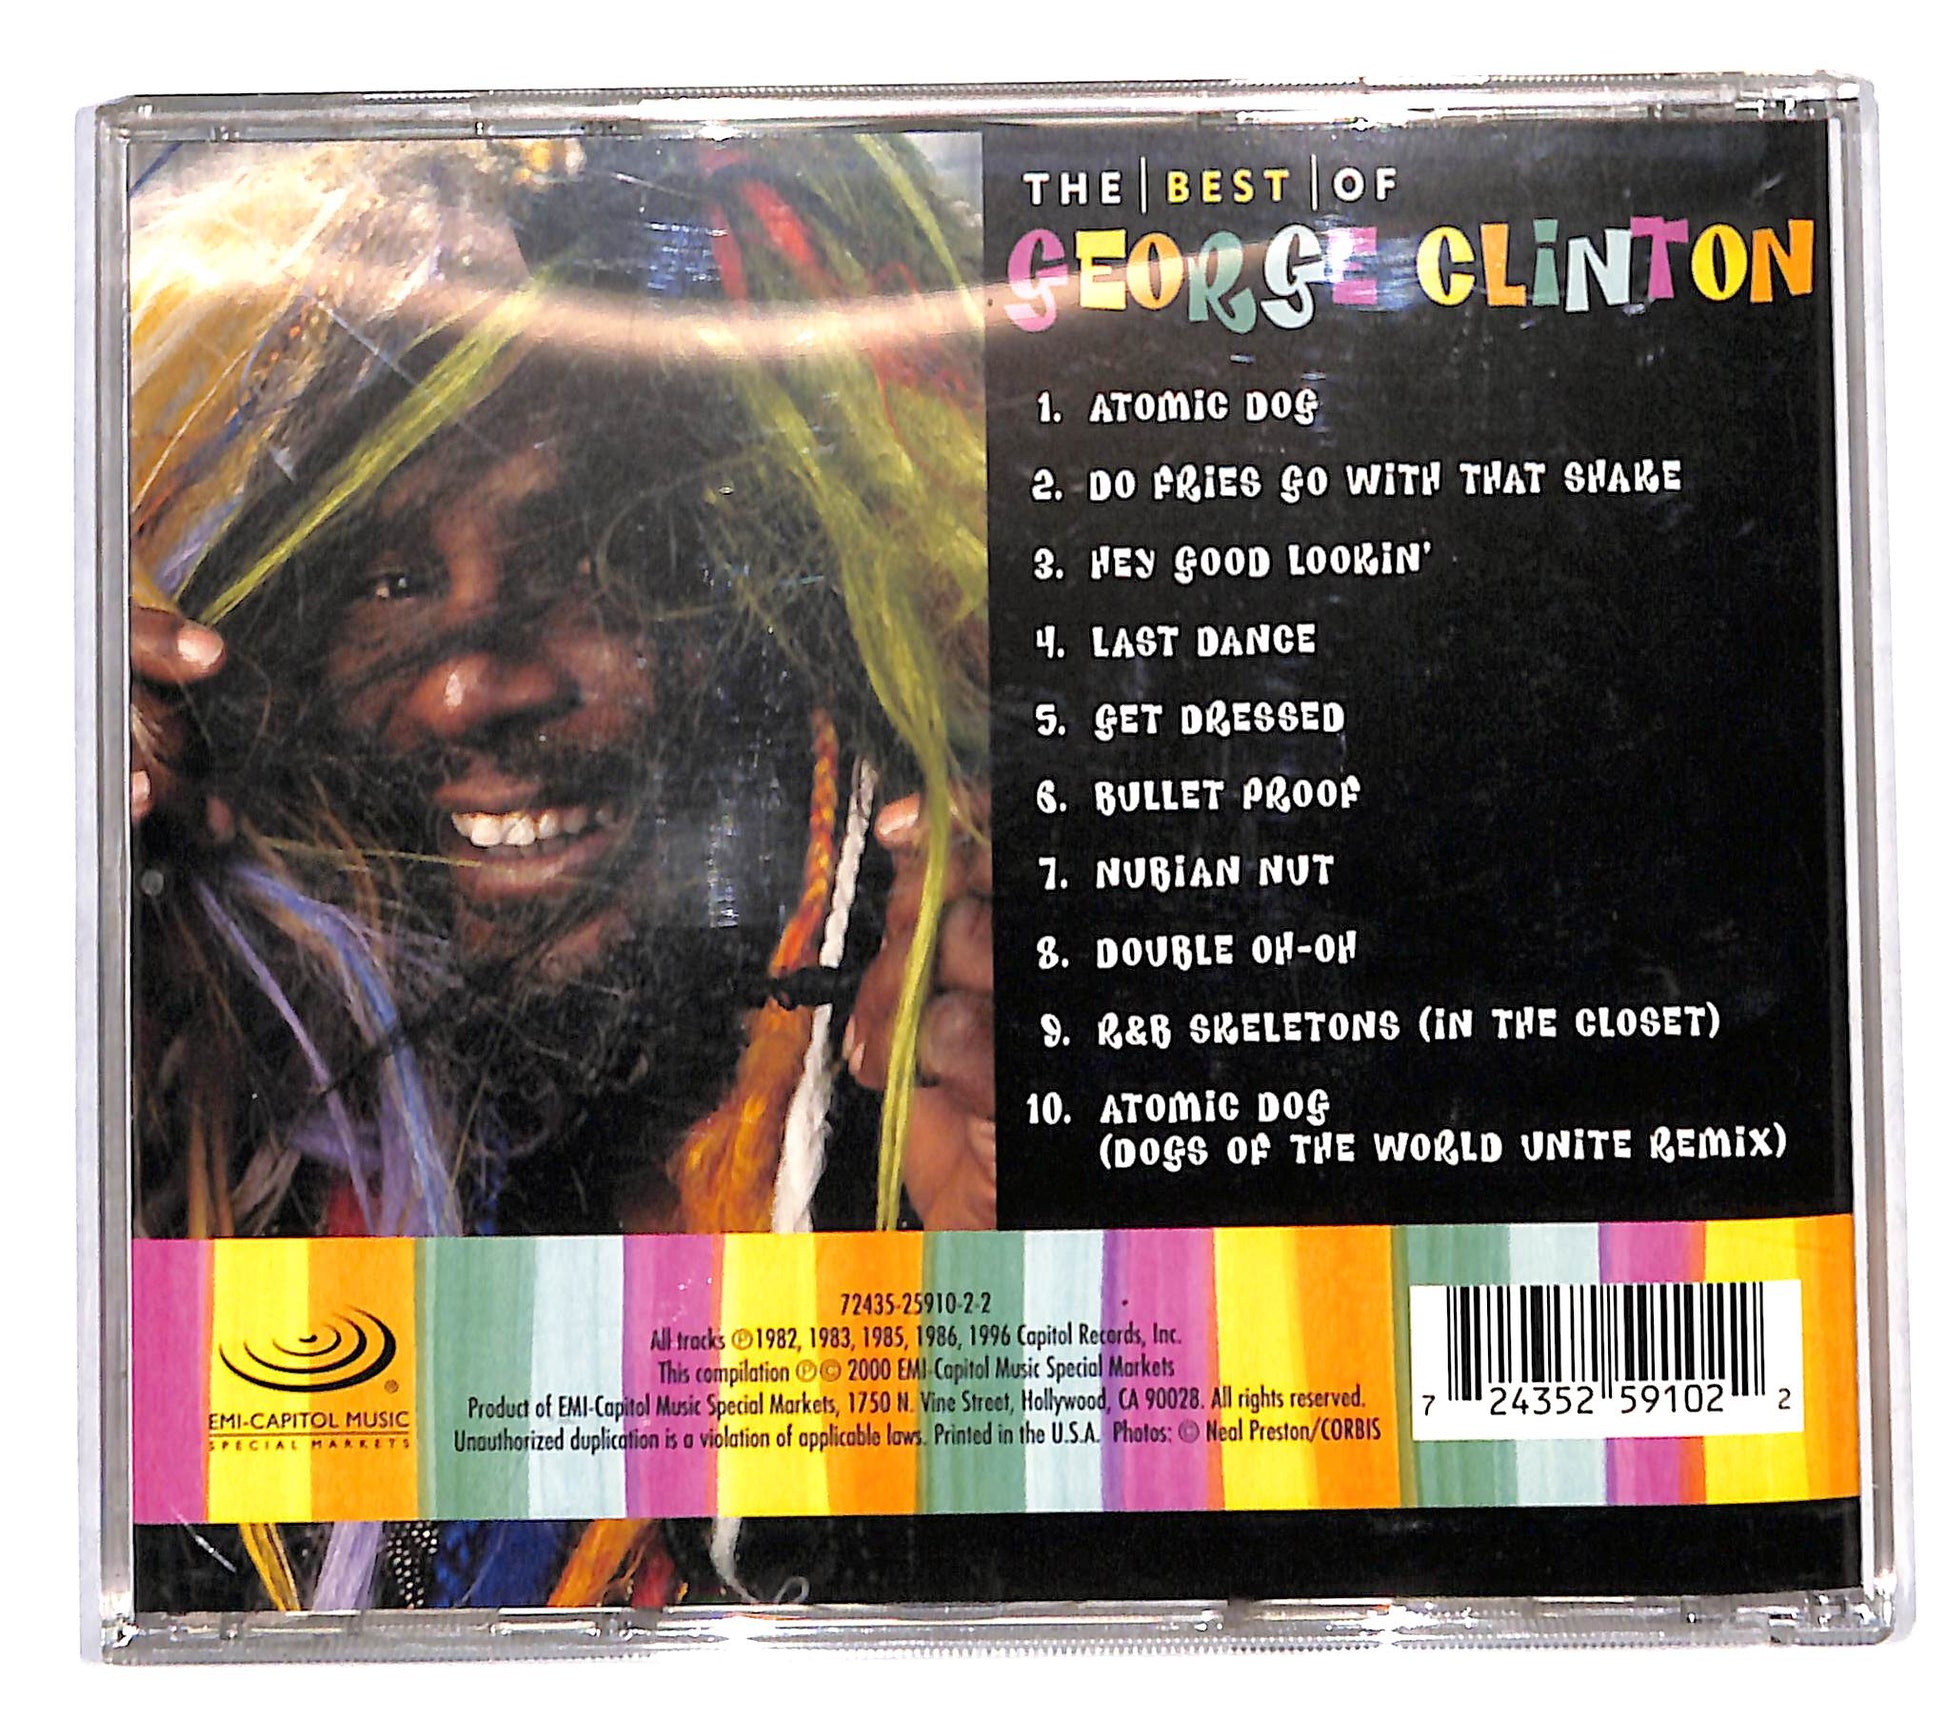 THE | BEST | OF
GEORGE CLINTON
1. ATOMIC DOG
2. DO FRIES GO WITH THAT SHAKE
3. HEY GOOD LOOKIN'
4. LAST DANCE
5. GET DRESSED
6. BULLET PROOF
7. NUBIAN NUT
8. DOUBLE OH-OH
9. R&B SKELETONS (IN THE CLOSET)
10. ATOMIC DOG
(DOGS OF THE WORLD UNITE REMIX)
72435-25910-2-2
All tracks ℗1982, 1983, 1985, 1986, 1996 Capitol Records, Inc.
This compilation ℗© 2000 EMI-Capitol Music Special Markets
Product of EMI-Capitol Music Special Markets, 1750 N. Vine Street, Hollywood, CA 90028. All rights reserved.
Unauthorized duplication is a violation of applicable laws. Printed in the U.S.A. Photos: © Neal Preston/CORBIS
®
EMI-CAPITOL MUSIC
SPECIAL MARKETS
7 24352 59102 2